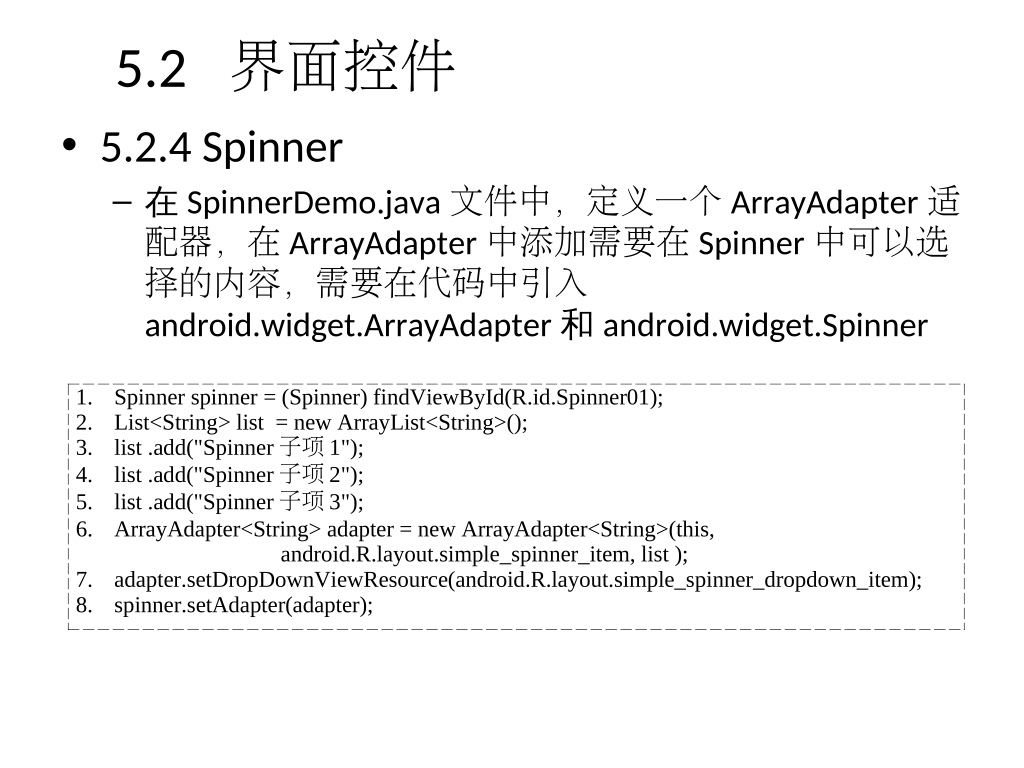 5.2 界面控件
• 5.2.4 Spinner
– 在 SpinnerDemo.java 文件中，定义一个 ArrayAdapter 适
配器，在 ArrayAdapter 中添加需要在 Spinner 中可以选
择的内容，需要在代码中引入
android.widget.ArrayAdapter 和 android.widget.Spinner
1. Spinner spinner = (Spinner) findViewById(R.id.Spinner01);
2. List<String> list  = new ArrayList<String>();
3. list .add("Spinner 子项 1");
4. list .add("Spinner 子项 2");
5. list .add("Spinner 子项 3");
6. ArrayAdapter<String> adapter = new ArrayAdapter<String>(this,
android.R.layout.simple_spinner_item, list );
7. adapter.setDropDownViewResource(android.R.layout.simple_spinner_dropdown_item);
8. spinner.setAdapter(adapter);